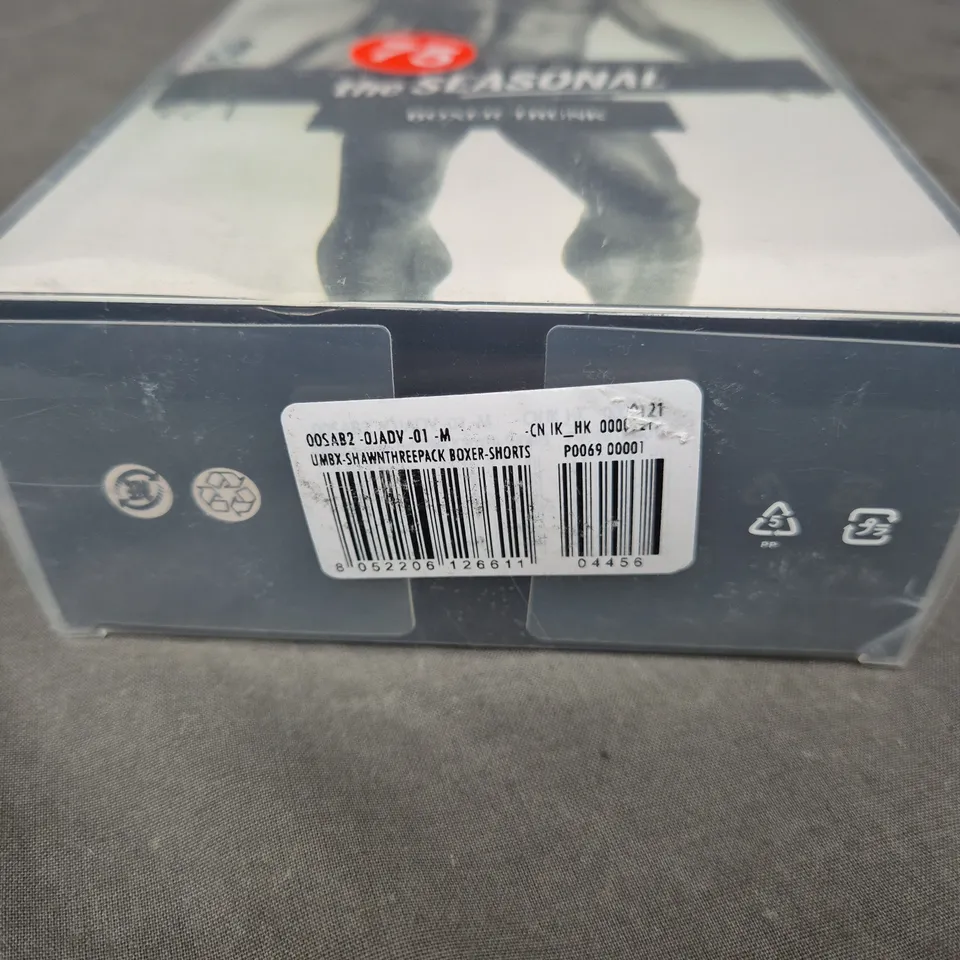 the SEASONAL
BOXER TRUNK
00SAB2 -0JADV -01 -M -CN IK_HK
UMBX-SHAWNTHREEPACK BOXER-SHORTS P0069 00001
8 052206 126611 04456
5
PP